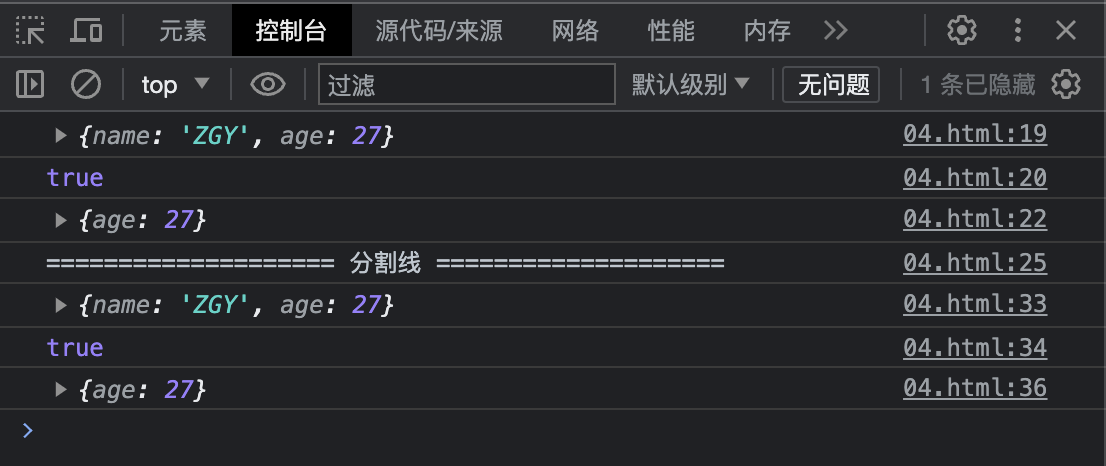 元素 控制台 源代码/来源 网络 性能 内存
top 过滤 默认级别 无问题 1 条已隐藏
{name: 'ZGY', age: 27} 04.html:19
true 04.html:20
{age: 27} 04.html:22
==================== 分割线 ==================== 04.html:25
{name: 'ZGY', age: 27} 04.html:33
true 04.html:34
{age: 27} 04.html:36